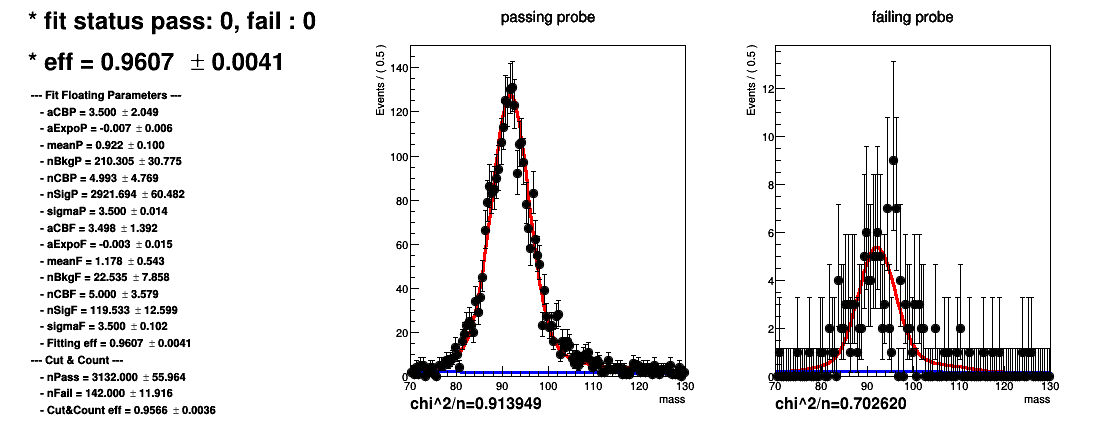 * fit status pass: 0, fail : 0
* eff = 0.9607 ± 0.0041
--- Fit Floating Parameters ---
- aCBP = 3.500 ± 2.049
- aExpoP = -0.007 ± 0.006
- meanP = 0.922 ± 0.100
- nBkgP = 210.305 ± 30.775
- nCBP = 4.993 ± 4.769
- nSigP = 2921.694 ± 60.482
- sigmaP = 3.500 ± 0.014
- aCBF = 3.498 ± 1.392
- aExpoF = -0.003 ± 0.015
- meanF = 1.178 ± 0.543
- nBkgF = 22.535 ± 7.858
- nCBF = 5.000 ± 3.579
- nSigF = 119.533 ± 12.599
- sigmaF = 3.500 ± 0.102
- Fitting eff = 0.9607 ± 0.0041
--- Cut & Count ---
- nPass = 3132.000 ± 55.964
- nFail = 142.000 ± 11.916
- Cut&Count eff = 0.9566 ± 0.0036
passing probe
Events / ( 0.5 )
140
120
100
80
60
40
20
0
70 80 90 100 110 120 130
mass
chi^2/n=0.913949
failing probe
Events / ( 0.5 )
12
10
8
6
4
2
0
70 80 90 100 110 120 130
mass
chi^2/n=0.702620